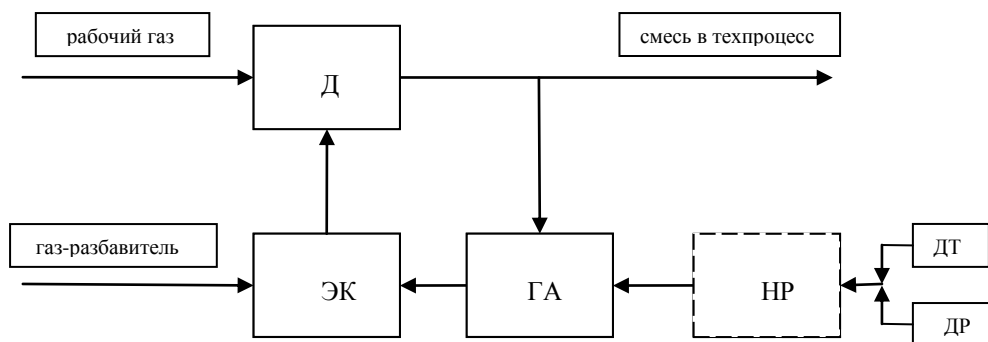 рабочий газ
смесь в техпроцесс
Д
газ-разбавитель
ЭК
ГА
НР
ДТ
ДР